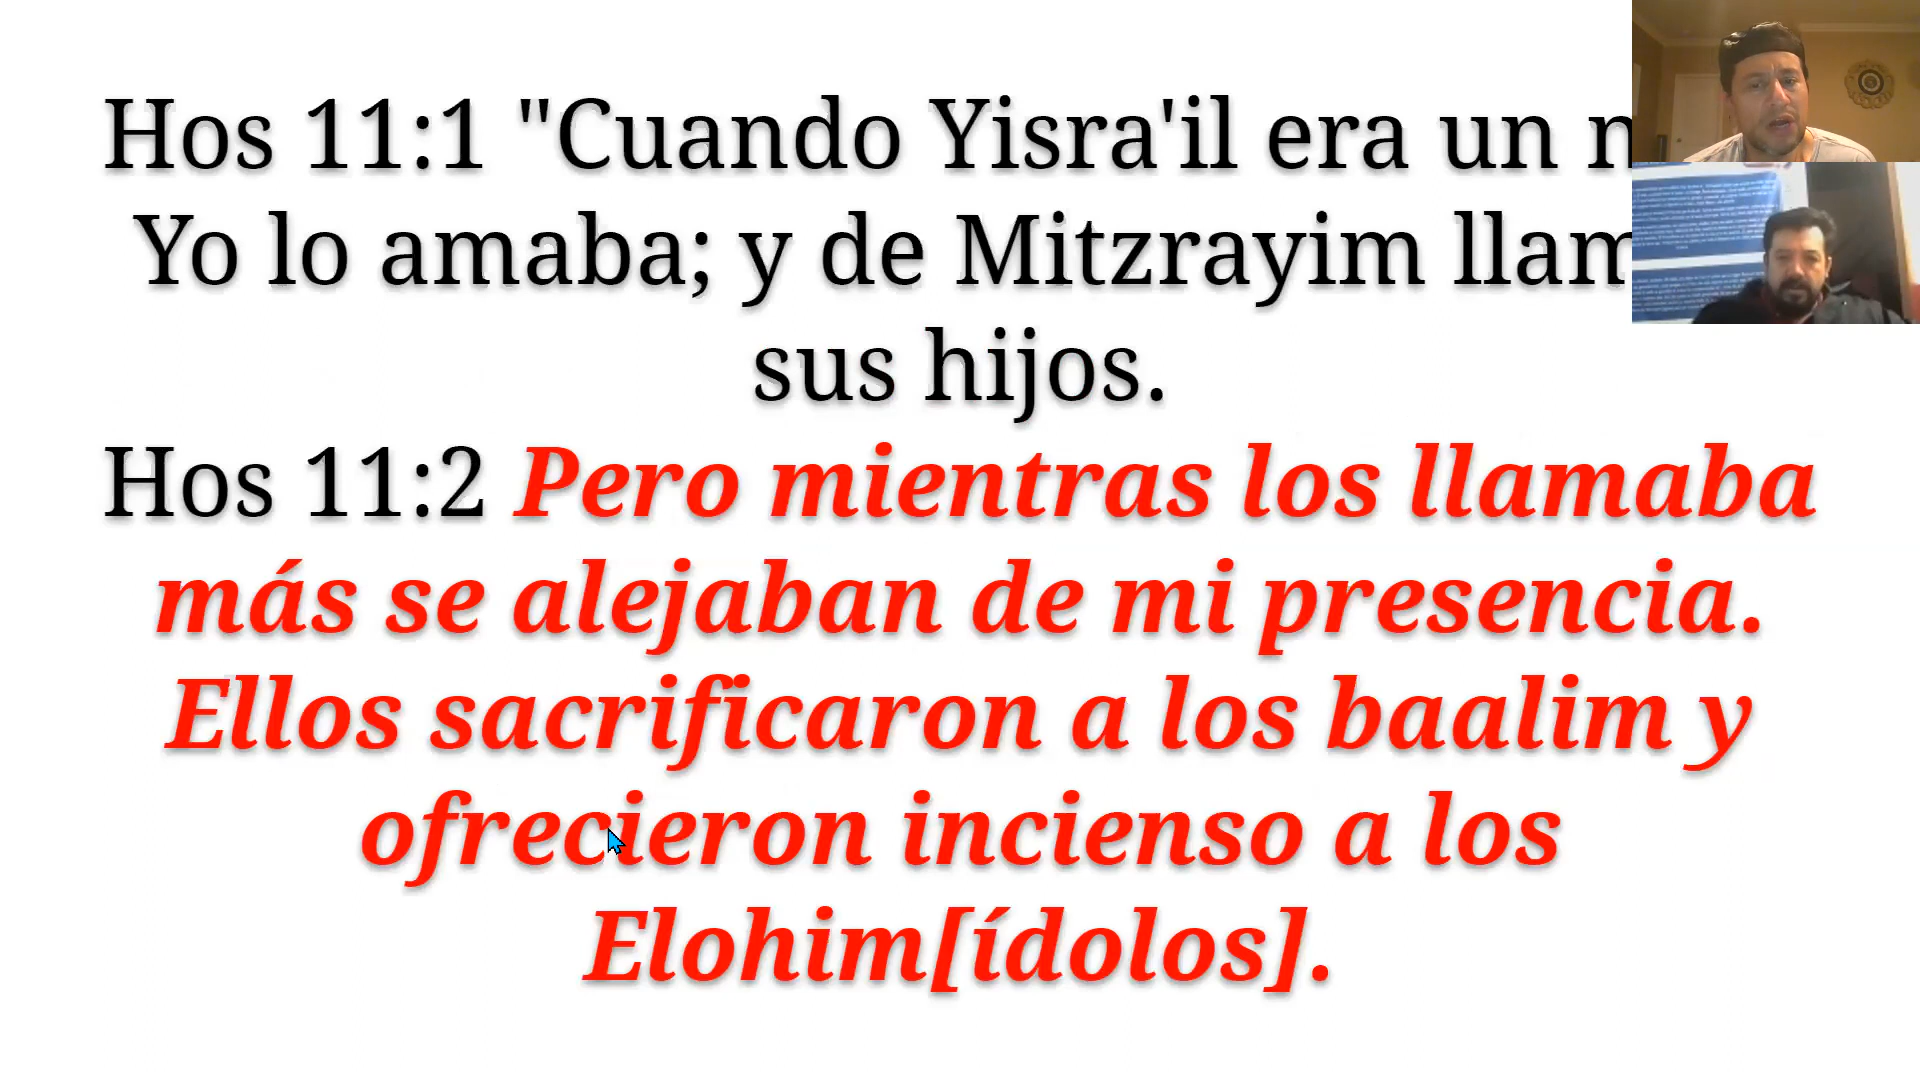 Hos 11:1 "Cuando Yisra'il era un
Yo lo amaba; y de Mitzrayim
sus hijos.
Hos 11:2 Pero mientras los llamaba
más se alejaban de mi presencia.
Ellos sacrificaron a los baalim y
ofrecieron incienso a los
Elohim[ídolos].